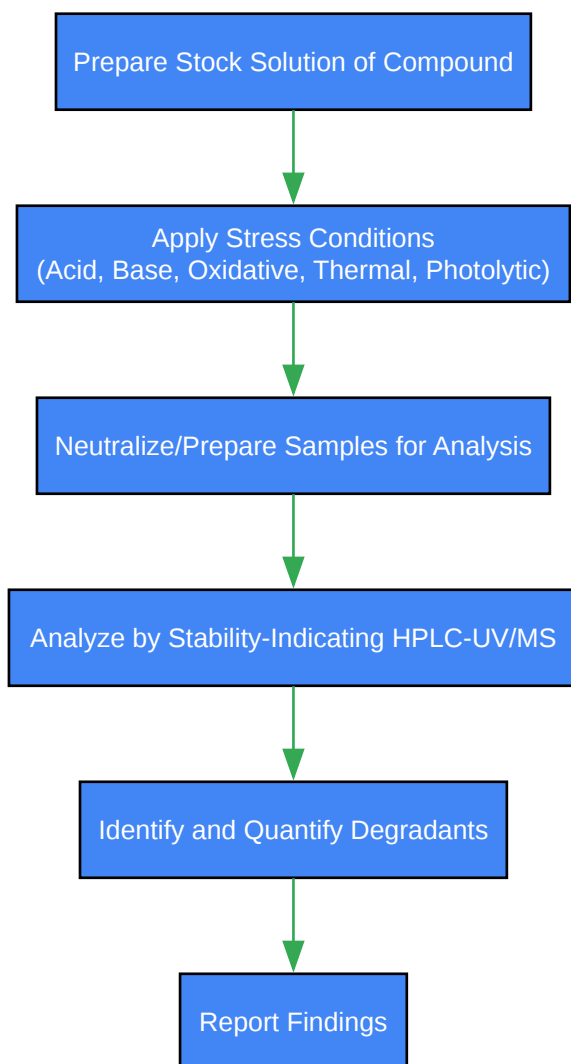 Prepare Stock Solution of Compound
Apply Stress Conditions
(Acid, Base, Oxidative, Thermal, Photolytic)
Neutralize/Prepare Samples for Analysis
Analyze by Stability-Indicating HPLC-UV/MS
Identify and Quantify Degradants
Report Findings